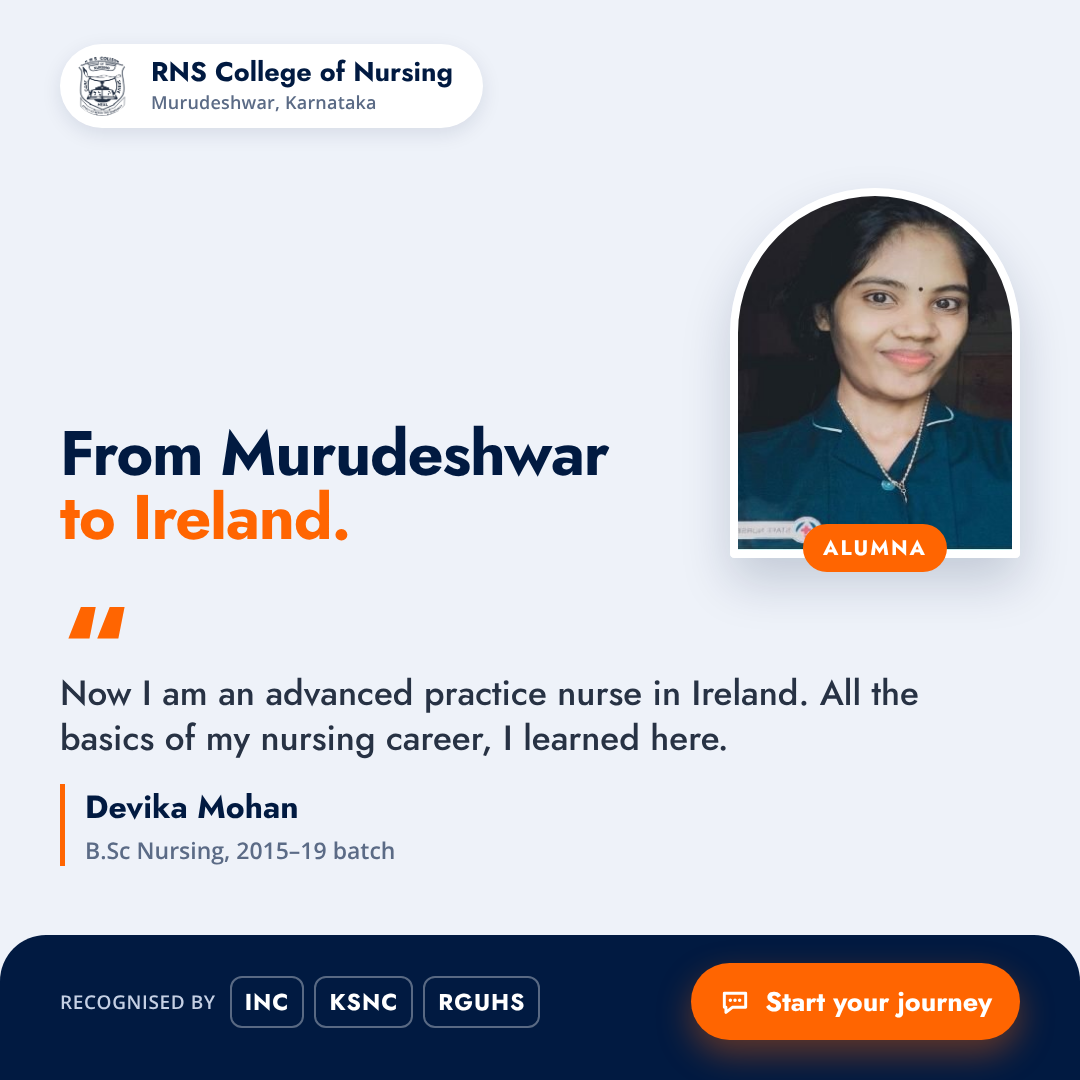 RNS College of Nursing
Murudeshwar, Karnataka
From Murudeshwar
to Ireland.
ALUMNA
“
Now I am an advanced practice nurse in Ireland. All the
basics of my nursing career, I learned here.
Devika Mohan
B.Sc Nursing, 2015–19 batch
RECOGNISED BY
INC
KSNC
RGUHS
Start your journey